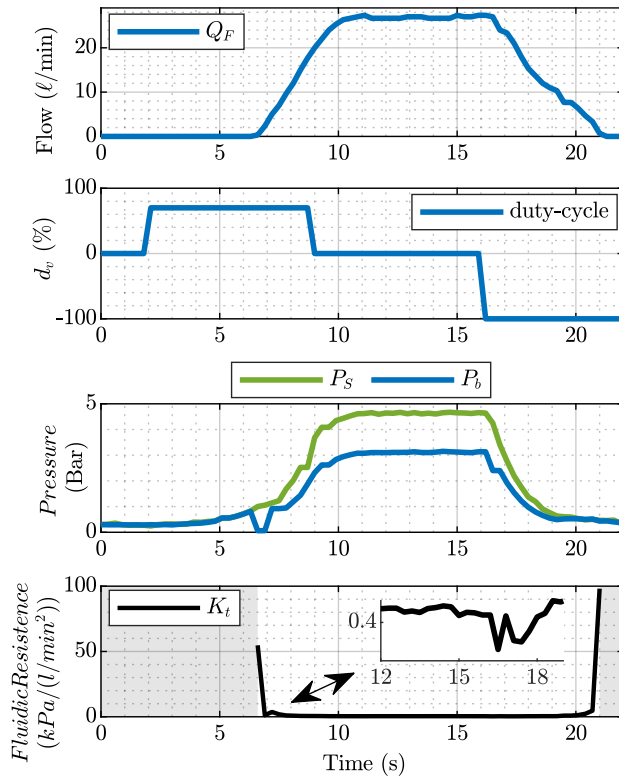 Flow (ℓ/min)
20
0
Q_F
0 5 10 15 20
d_v (%)
100
0
-100
duty-cycle
0 5 10 15 20
P_S P_b
Pressure
(Bar)
5
0
0 5 10 15 20
FluidicResistence
(kPa/(l/min²))
100
50
0
K_t
0.4
12 15 18
0 5 10 15 20
Time (s)